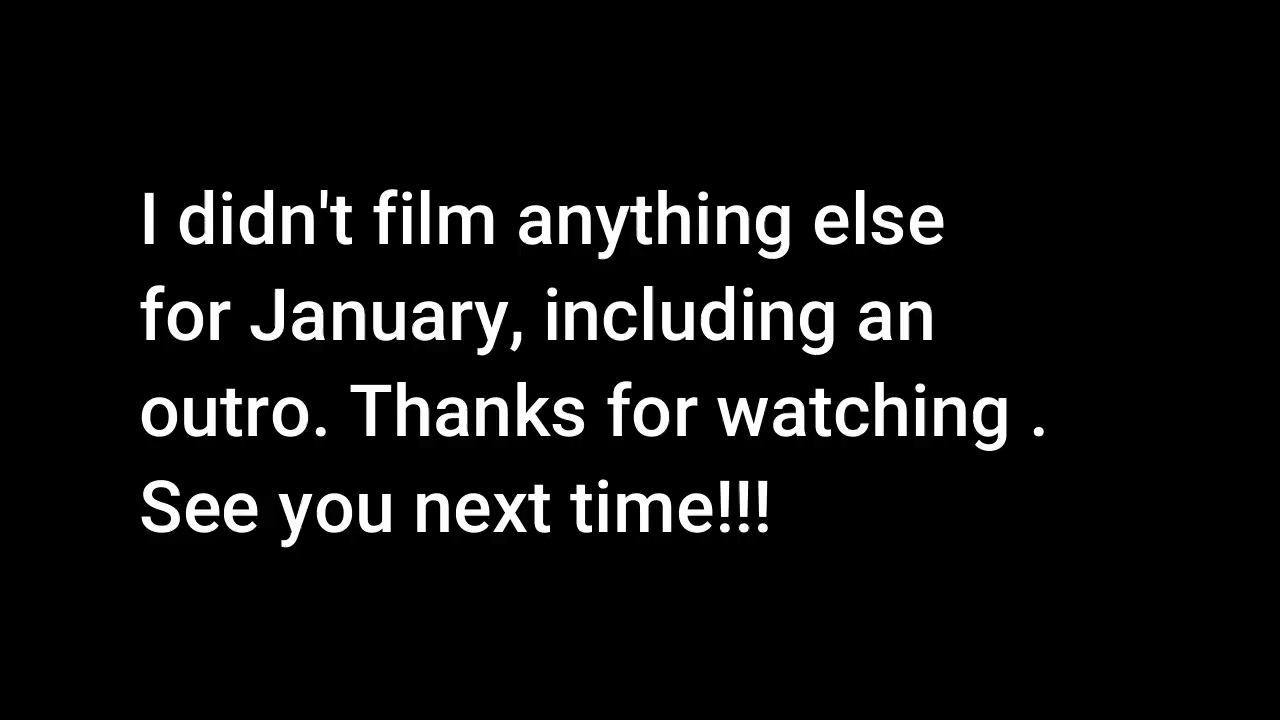 I didn't film anything else
for January, including an
outro. Thanks for watching .
See you next time!!!